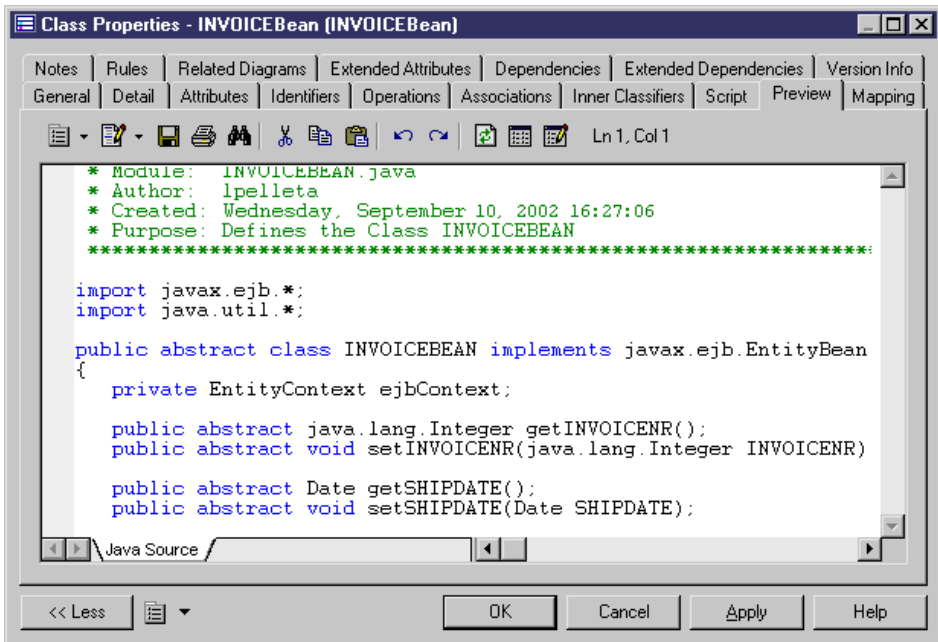 Class Properties - INVOICEBean (INVOICEBean)
Notes Rules Related Diagrams Extended Attributes Dependencies Extended Dependencies Version Info
General Detail Attributes Identifiers Operations Associations Inner Classifiers Script Preview Mapping
Ln 1, Col 1
* Module: INVOICEBEAN.java
* Author: lpelleta
* Created: Wednesday, September 10, 2002 16:27:06
* Purpose: Defines the Class INVOICEBEAN
***********************************************************************
import javax.ejb.*;
import java.util.*;
public abstract class INVOICEBEAN implements javax.ejb.EntityBean
{
private EntityContext ejbContext;
public abstract java.lang.Integer getINVOICENR();
public abstract void setINVOICENR(java.lang.Integer INVOICENR)
public abstract Date getSHIPDATE();
public abstract void setSHIPDATE(Date SHIPDATE);
Java Source
<< Less OK Cancel Apply Help